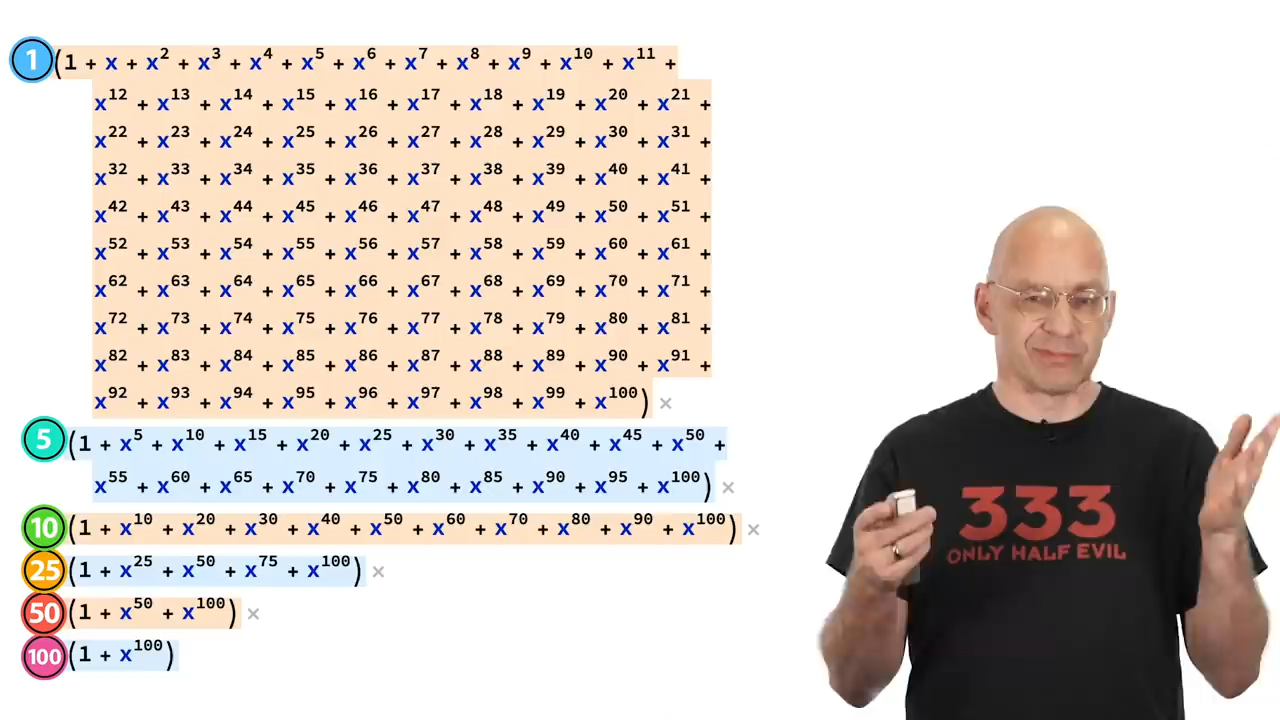 1 (1 + x + x² + x³ + x⁴ + x⁵ + x⁶ + x⁷ + x⁸ + x⁹ + x¹⁰ + x¹¹ +
x¹² + x¹³ + x¹⁴ + x¹⁵ + x¹⁶ + x¹⁷ + x¹⁸ + x¹⁹ + x²⁰ + x²¹ +
x²² + x²³ + x²⁴ + x²⁵ + x²⁶ + x²⁷ + x²⁸ + x²⁹ + x³⁰ + x³¹ +
x³² + x³³ + x³⁴ + x³⁵ + x³⁶ + x³⁷ + x³⁸ + x³⁹ + x⁴⁰ + x⁴¹ +
x⁴² + x⁴³ + x⁴⁴ + x⁴⁵ + x⁴⁶ + x⁴⁷ + x⁴⁸ + x⁴⁹ + x⁵⁰ + x⁵¹ +
x⁵² + x⁵³ + x⁵⁴ + x⁵⁵ + x⁵⁶ + x⁵⁷ + x⁵⁸ + x⁵⁹ + x⁶⁰ + x⁶¹ +
x⁶² + x⁶³ + x⁶⁴ + x⁶⁵ + x⁶⁶ + x⁶⁷ + x⁶⁸ + x⁶⁹ + x⁷⁰ + x⁷¹ +
x⁷² + x⁷³ + x⁷⁴ + x⁷⁵ + x⁷⁶ + x⁷⁷ + x⁷⁸ + x⁷⁹ + x⁸⁰ + x⁸¹ +
x⁸² + x⁸³ + x⁸⁴ + x⁸⁵ + x⁸⁶ + x⁸⁷ + x⁸⁸ + x⁸⁹ + x⁹⁰ + x⁹¹ +
x⁹² + x⁹³ + x⁹⁴ + x⁹⁵ + x⁹⁶ + x⁹⁷ + x⁹⁸ + x⁹⁹ + x¹⁰⁰) ×
5 (1 + x⁵ + x¹⁰ + x¹⁵ + x²⁰ + x²⁵ + x³⁰ + x³⁵ + x⁴⁰ + x⁴⁵ + x⁵⁰ +
x⁵⁵ + x⁶⁰ + x⁶⁵ + x⁷⁰ + x⁷⁵ + x⁸⁰ + x⁸⁵ + x⁹⁰ + x⁹⁵ + x¹⁰⁰) ×
10 (1 + x¹⁰ + x²⁰ + x³⁰ + x⁴⁰ + x⁵⁰ + x⁶⁰ + x⁷⁰ + x⁸⁰ + x⁹⁰ + x¹⁰⁰) ×
25 (1 + x²⁵ + x⁵⁰ + x⁷⁵ + x¹⁰⁰) ×
50 (1 + x⁵⁰ + x¹⁰⁰) ×
100 (1 + x¹⁰⁰)
333
ONLY HALF EVIL